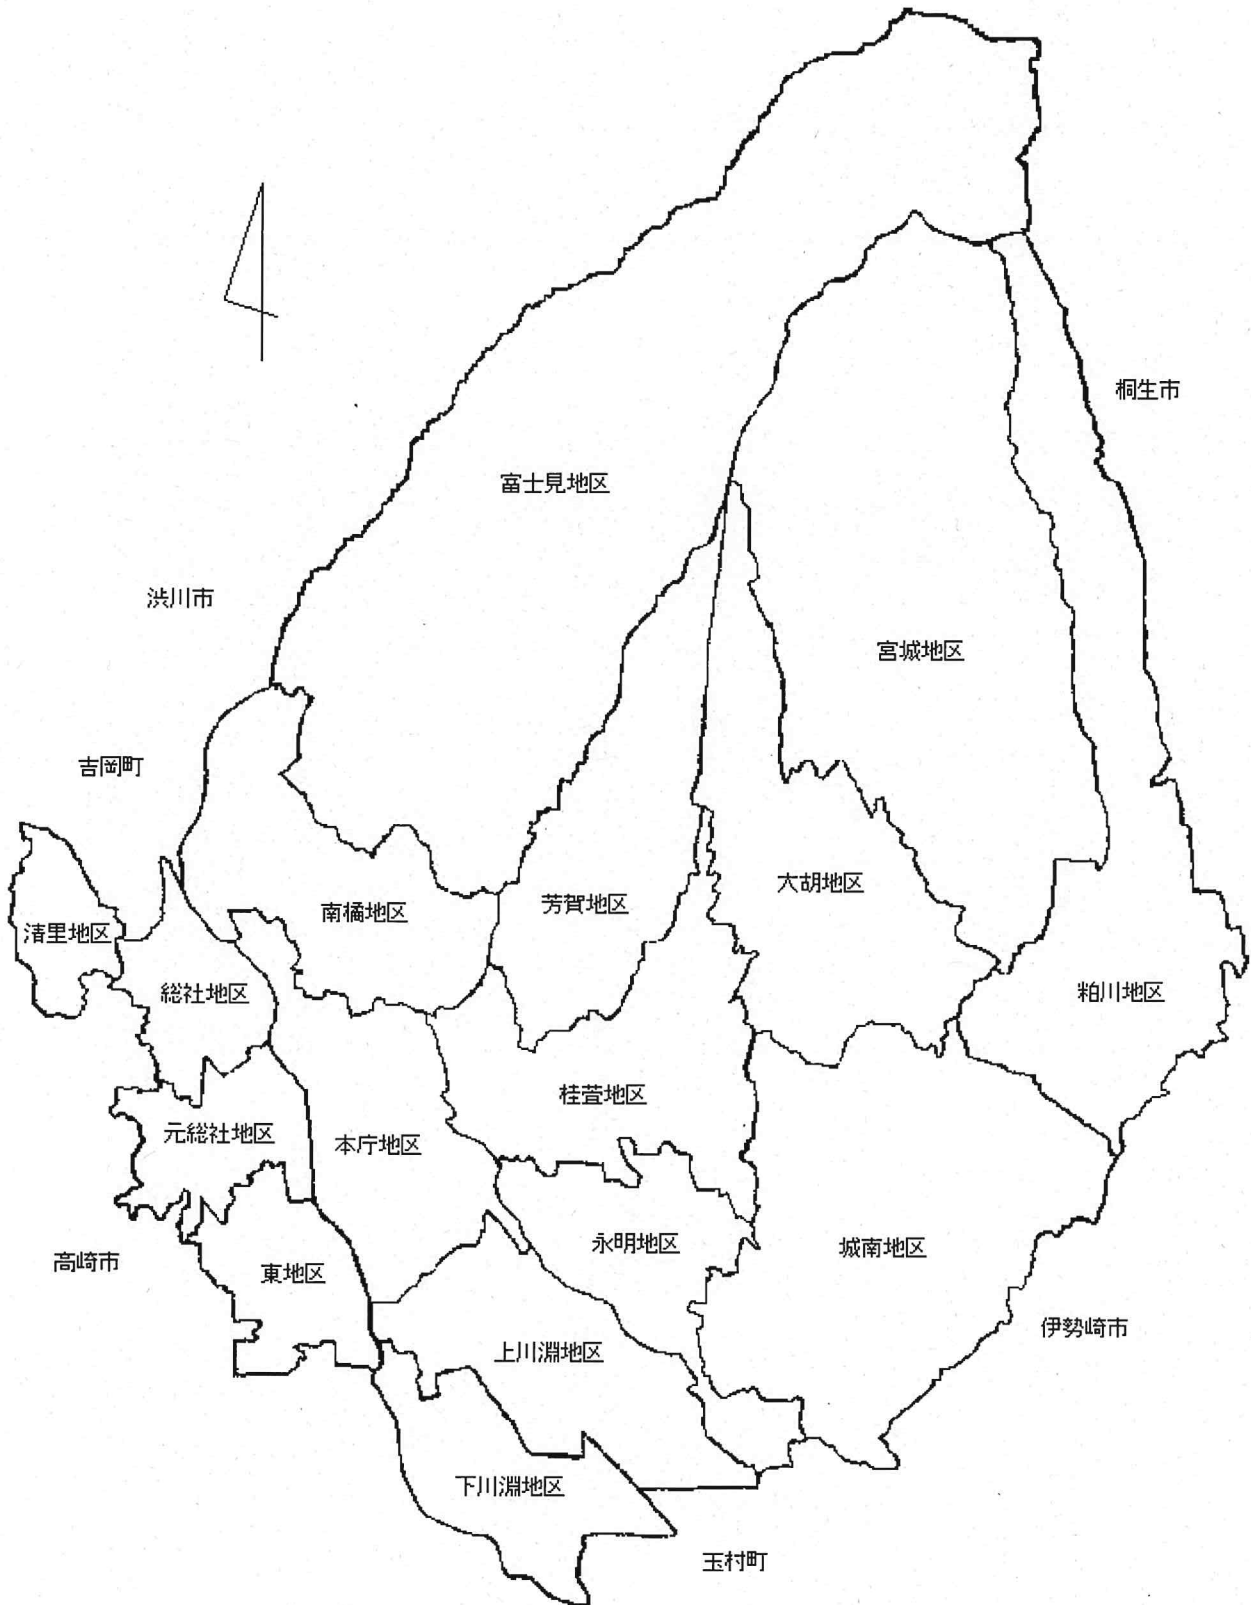 桐生市
富士見地区
渋川市
宮城地区
吉岡町
大胡地区
南橘地区
芳賀地区
清里地区
総社地区
粕川地区
桂萱地区
元総社地区
本庁地区
永明地区
城南地区
高崎市
東地区
伊勢崎市
上川淵地区
下川淵地区
玉村町